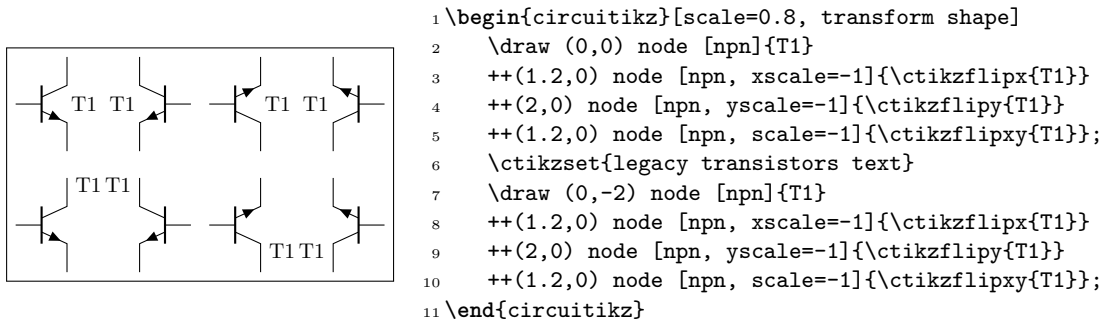 T1 T1 T1 T1
T1 T1
T1 T1
1 \begin{circuitikz}[scale=0.8, transform shape]
2 \draw (0,0) node [npn]{T1}
3 ++(1.2,0) node [npn, xscale=-1]{\ctikzflipx{T1}}
4 ++(2,0) node [npn, yscale=-1]{\ctikzflipy{T1}}
5 ++(1.2,0) node [npn, scale=-1]{\ctikzflipxy{T1}};
6 \ctikzset{legacy transistors text}
7 \draw (0,-2) node [npn]{T1}
8 ++(1.2,0) node [npn, xscale=-1]{\ctikzflipx{T1}}
9 ++(2,0) node [npn, yscale=-1]{\ctikzflipy{T1}}
10 ++(1.2,0) node [npn, scale=-1]{\ctikzflipxy{T1}};
11 \end{circuitikz}